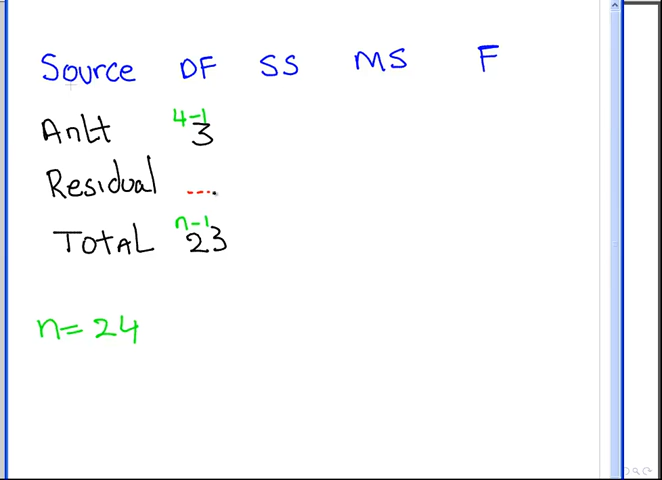 Source DF SS MS F
4-1
Anlt 3
Residual ....
n-1
Total 23
n= 24